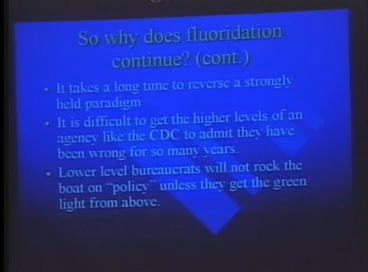 So why does fluoridation
continue? (cont.)
• It takes a long time to reverse a strongly
held paradigm
• It is difficult to get the higher levels of an
agency like the CDC to admit they have
been wrong for so many years.
• Lower level bureaucrats will not rock the
boat on "policy" unless they get the green
light from above.